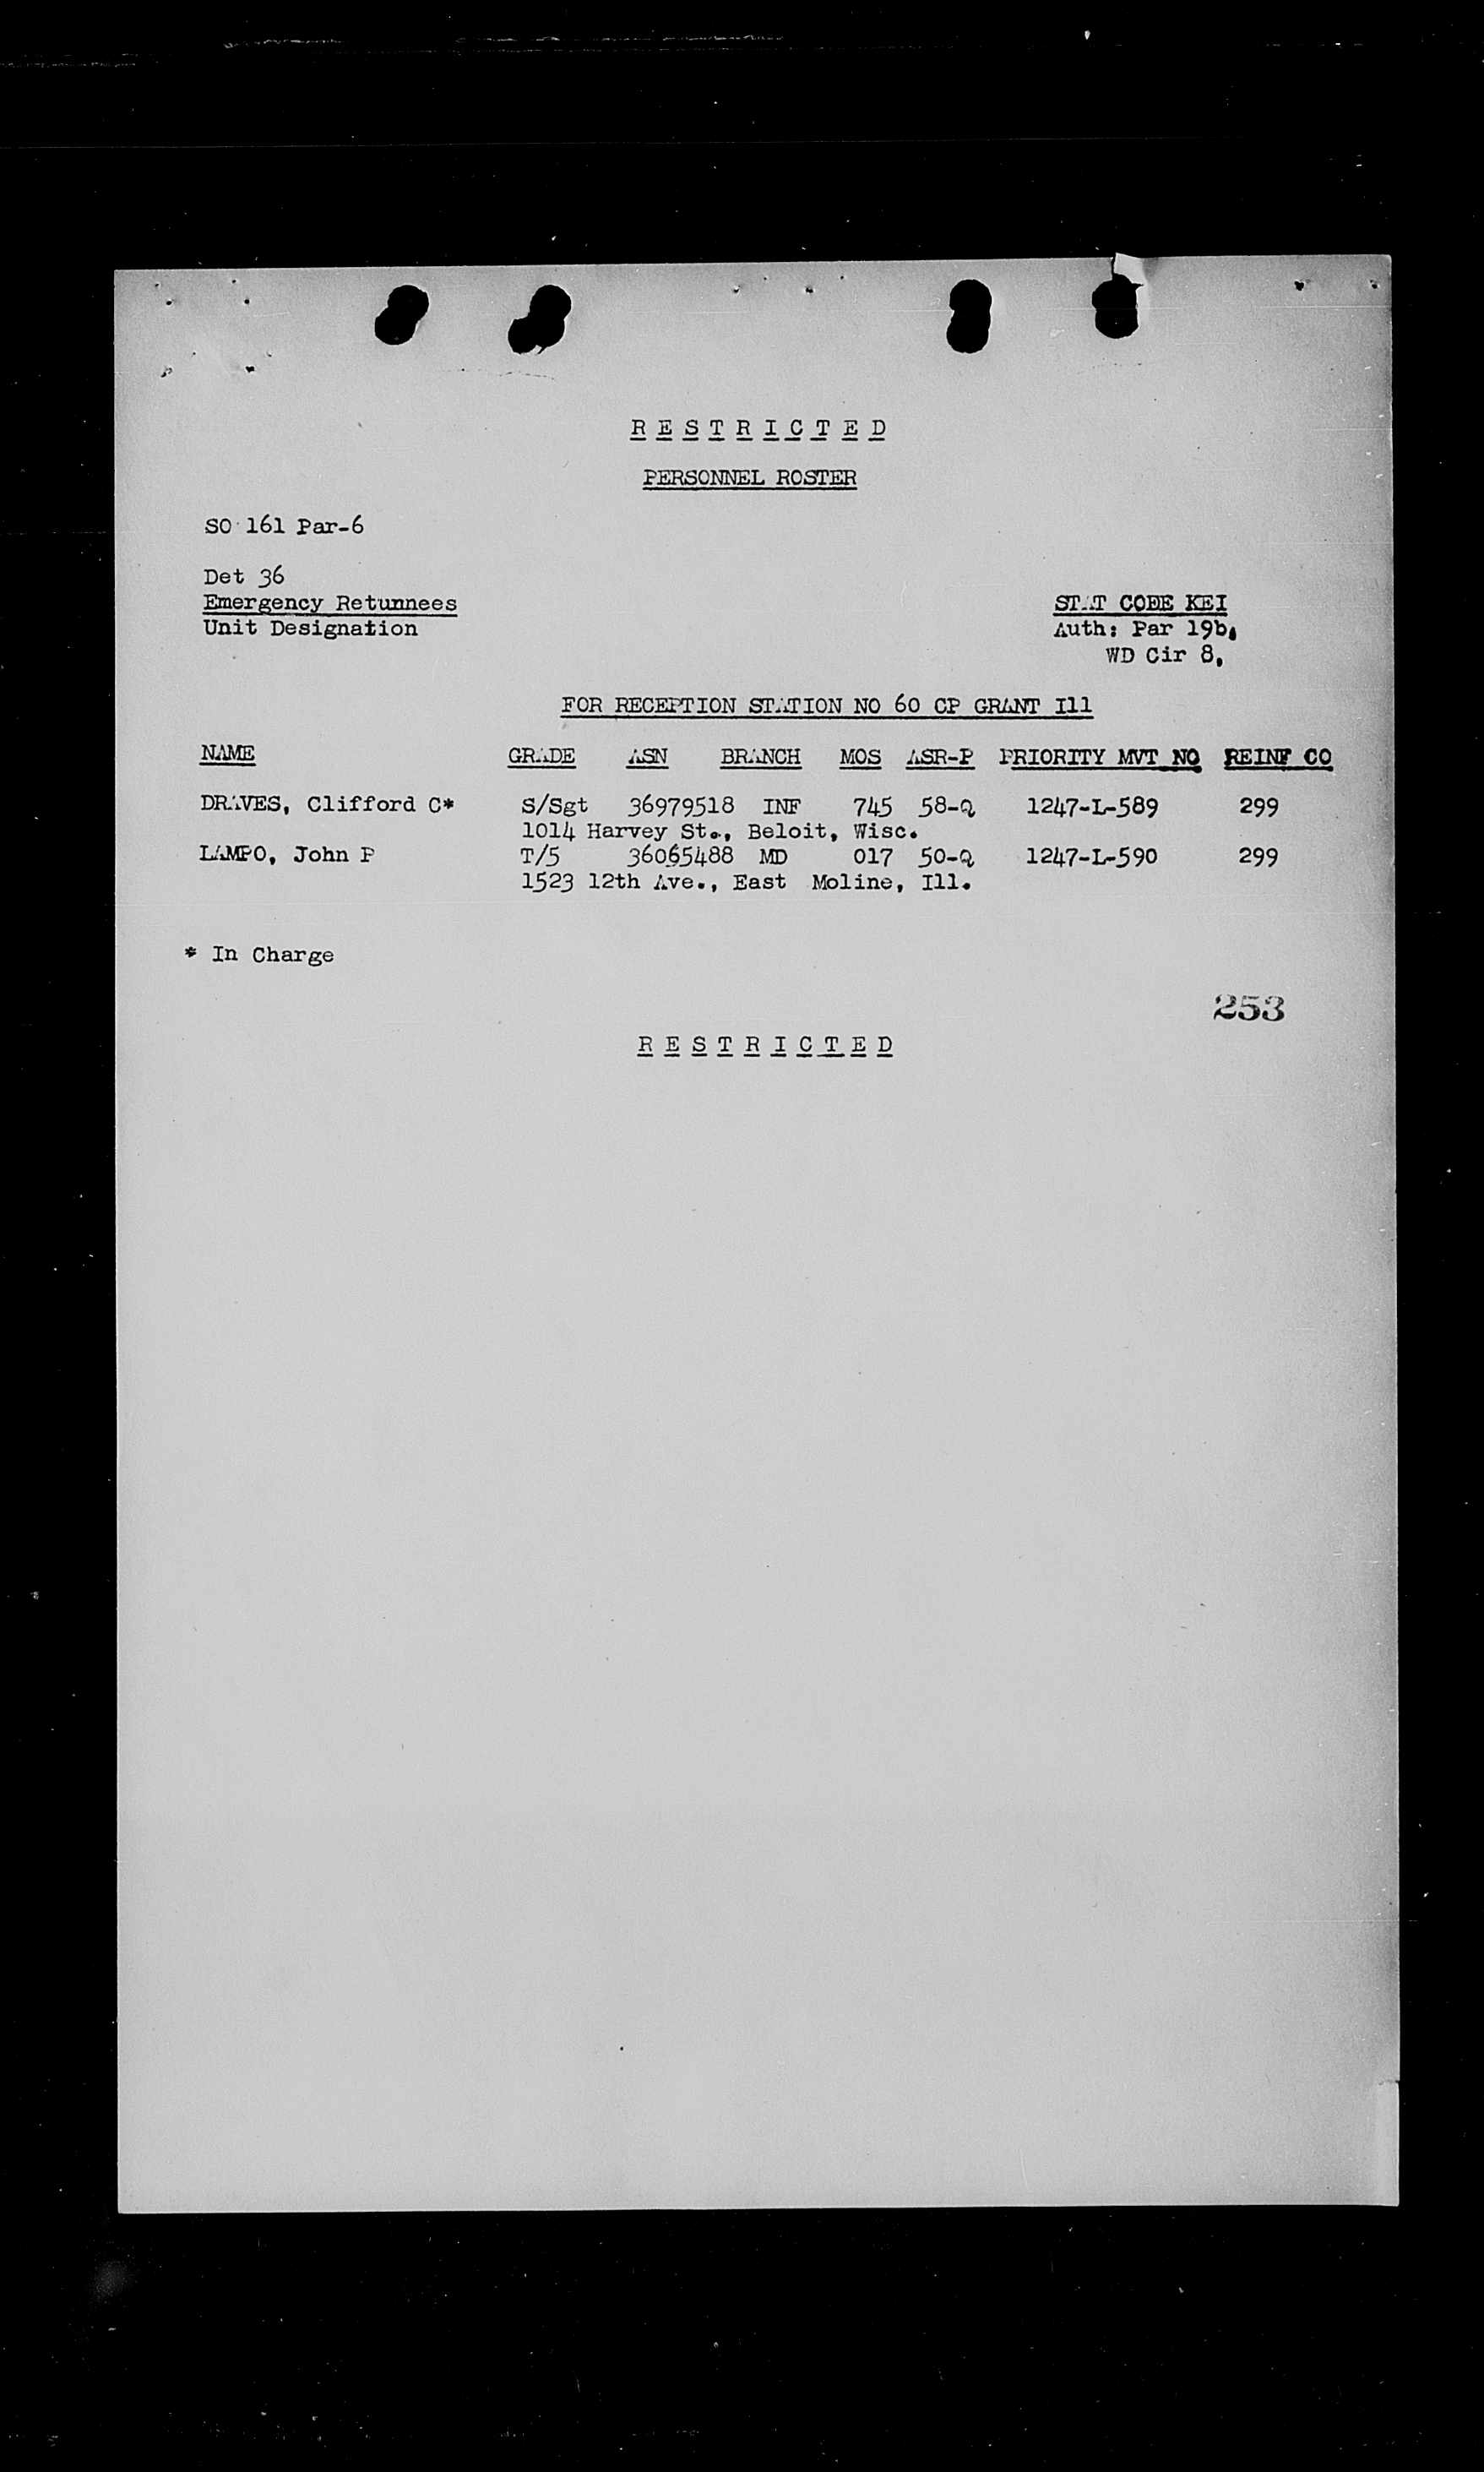 R E S T R I C T E D
PERSONNEL ROSTER
SO 161 Par-6
Det 36
Emergency Retunnees
Unit Designation
STAT CODE KEI
Auth: Par 19b,
WD Cir 8,
FOR RECEPTION STATION NO 60 CP GRANT Ill
NAME GRADE ASN BRANCH MOS ASR-P PRIORITY MVT NO REINF CO
DRAVES, Clifford C* S/Sgt 36979518 INF 745 58-Q 1247-L-589 299
1014 Harvey St., Beloit, Wisc.
LAMPO, John P T/5 36065488 MD 017 50-Q 1247-L-590 299
1523 12th Ave., East Moline, Ill.
* In Charge
253
R E S T R I C T E D